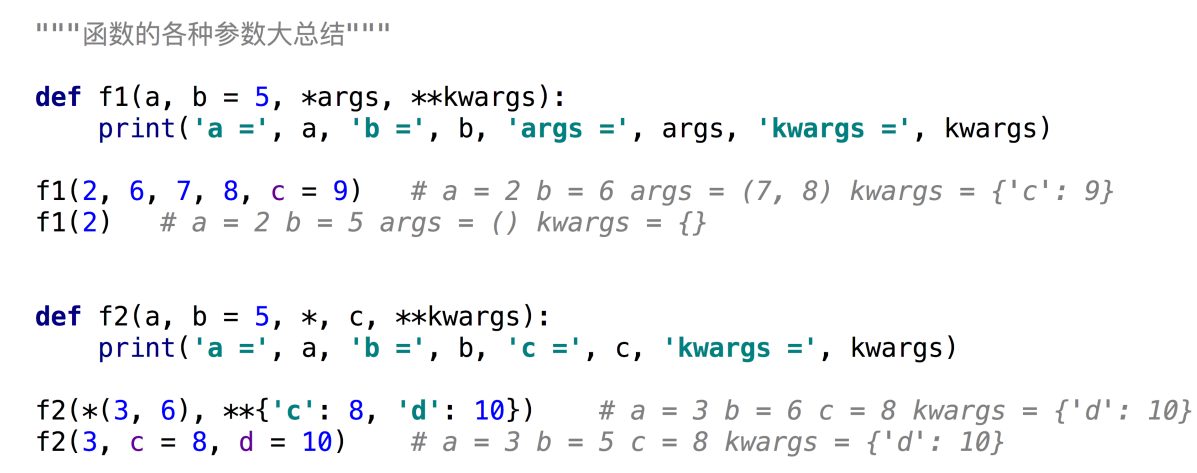 """函数的各种参数大总结"""
def f1(a, b = 5, *args, **kwargs):
    print('a =', a, 'b =', b, 'args =', args, 'kwargs =', kwargs)
f1(2, 6, 7, 8, c = 9)   # a = 2 b = 6 args = (7, 8) kwargs = {'c': 9}
f1(2)   # a = 2 b = 5 args = () kwargs = {}
def f2(a, b = 5, *, c, **kwargs):
    print('a =', a, 'b =', b, 'c =', c, 'kwargs =', kwargs)
f2(*(3, 6), **{'c': 8, 'd': 10})    # a = 3 b = 6 c = 8 kwargs = {'d': 10}
f2(3, c = 8, d = 10)    # a = 3 b = 5 c = 8 kwargs = {'d': 10}